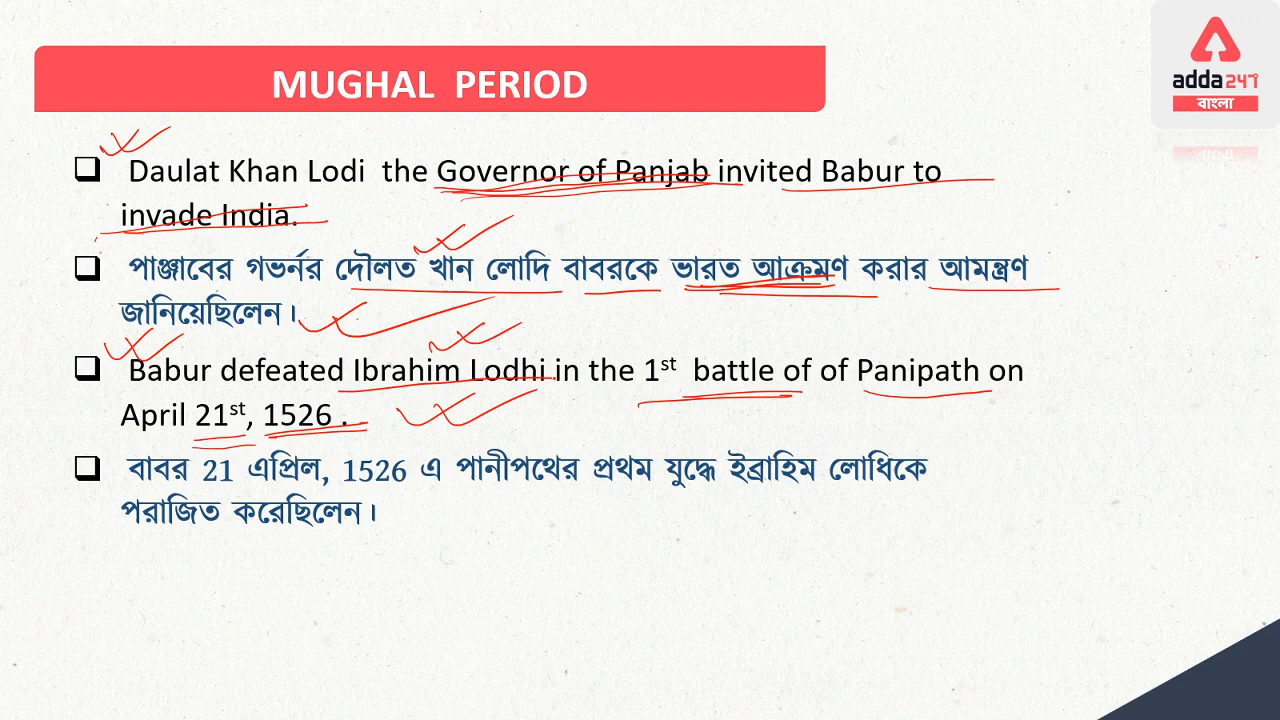 MUGHAL PERIOD
adda247
বাংলা
Daulat Khan Lodi the Governor of Panjab invited Babur to
invade India.
পাঞ্জাবের গভর্নর দৌলত খান লোদি বাবরকে ভারত আক্রমণ করার আমন্ত্রণ
জানিয়েছিলেন।
Babur defeated Ibrahim Lodhi in the 1st battle of of Panipath on
April 21st, 1526 .
বাবর 21 এপ্রিল, 1526 এ পানীপথের প্রথম যুদ্ধে ইব্রাহিম লোধিকে
পরাজিত করেছিলেন।